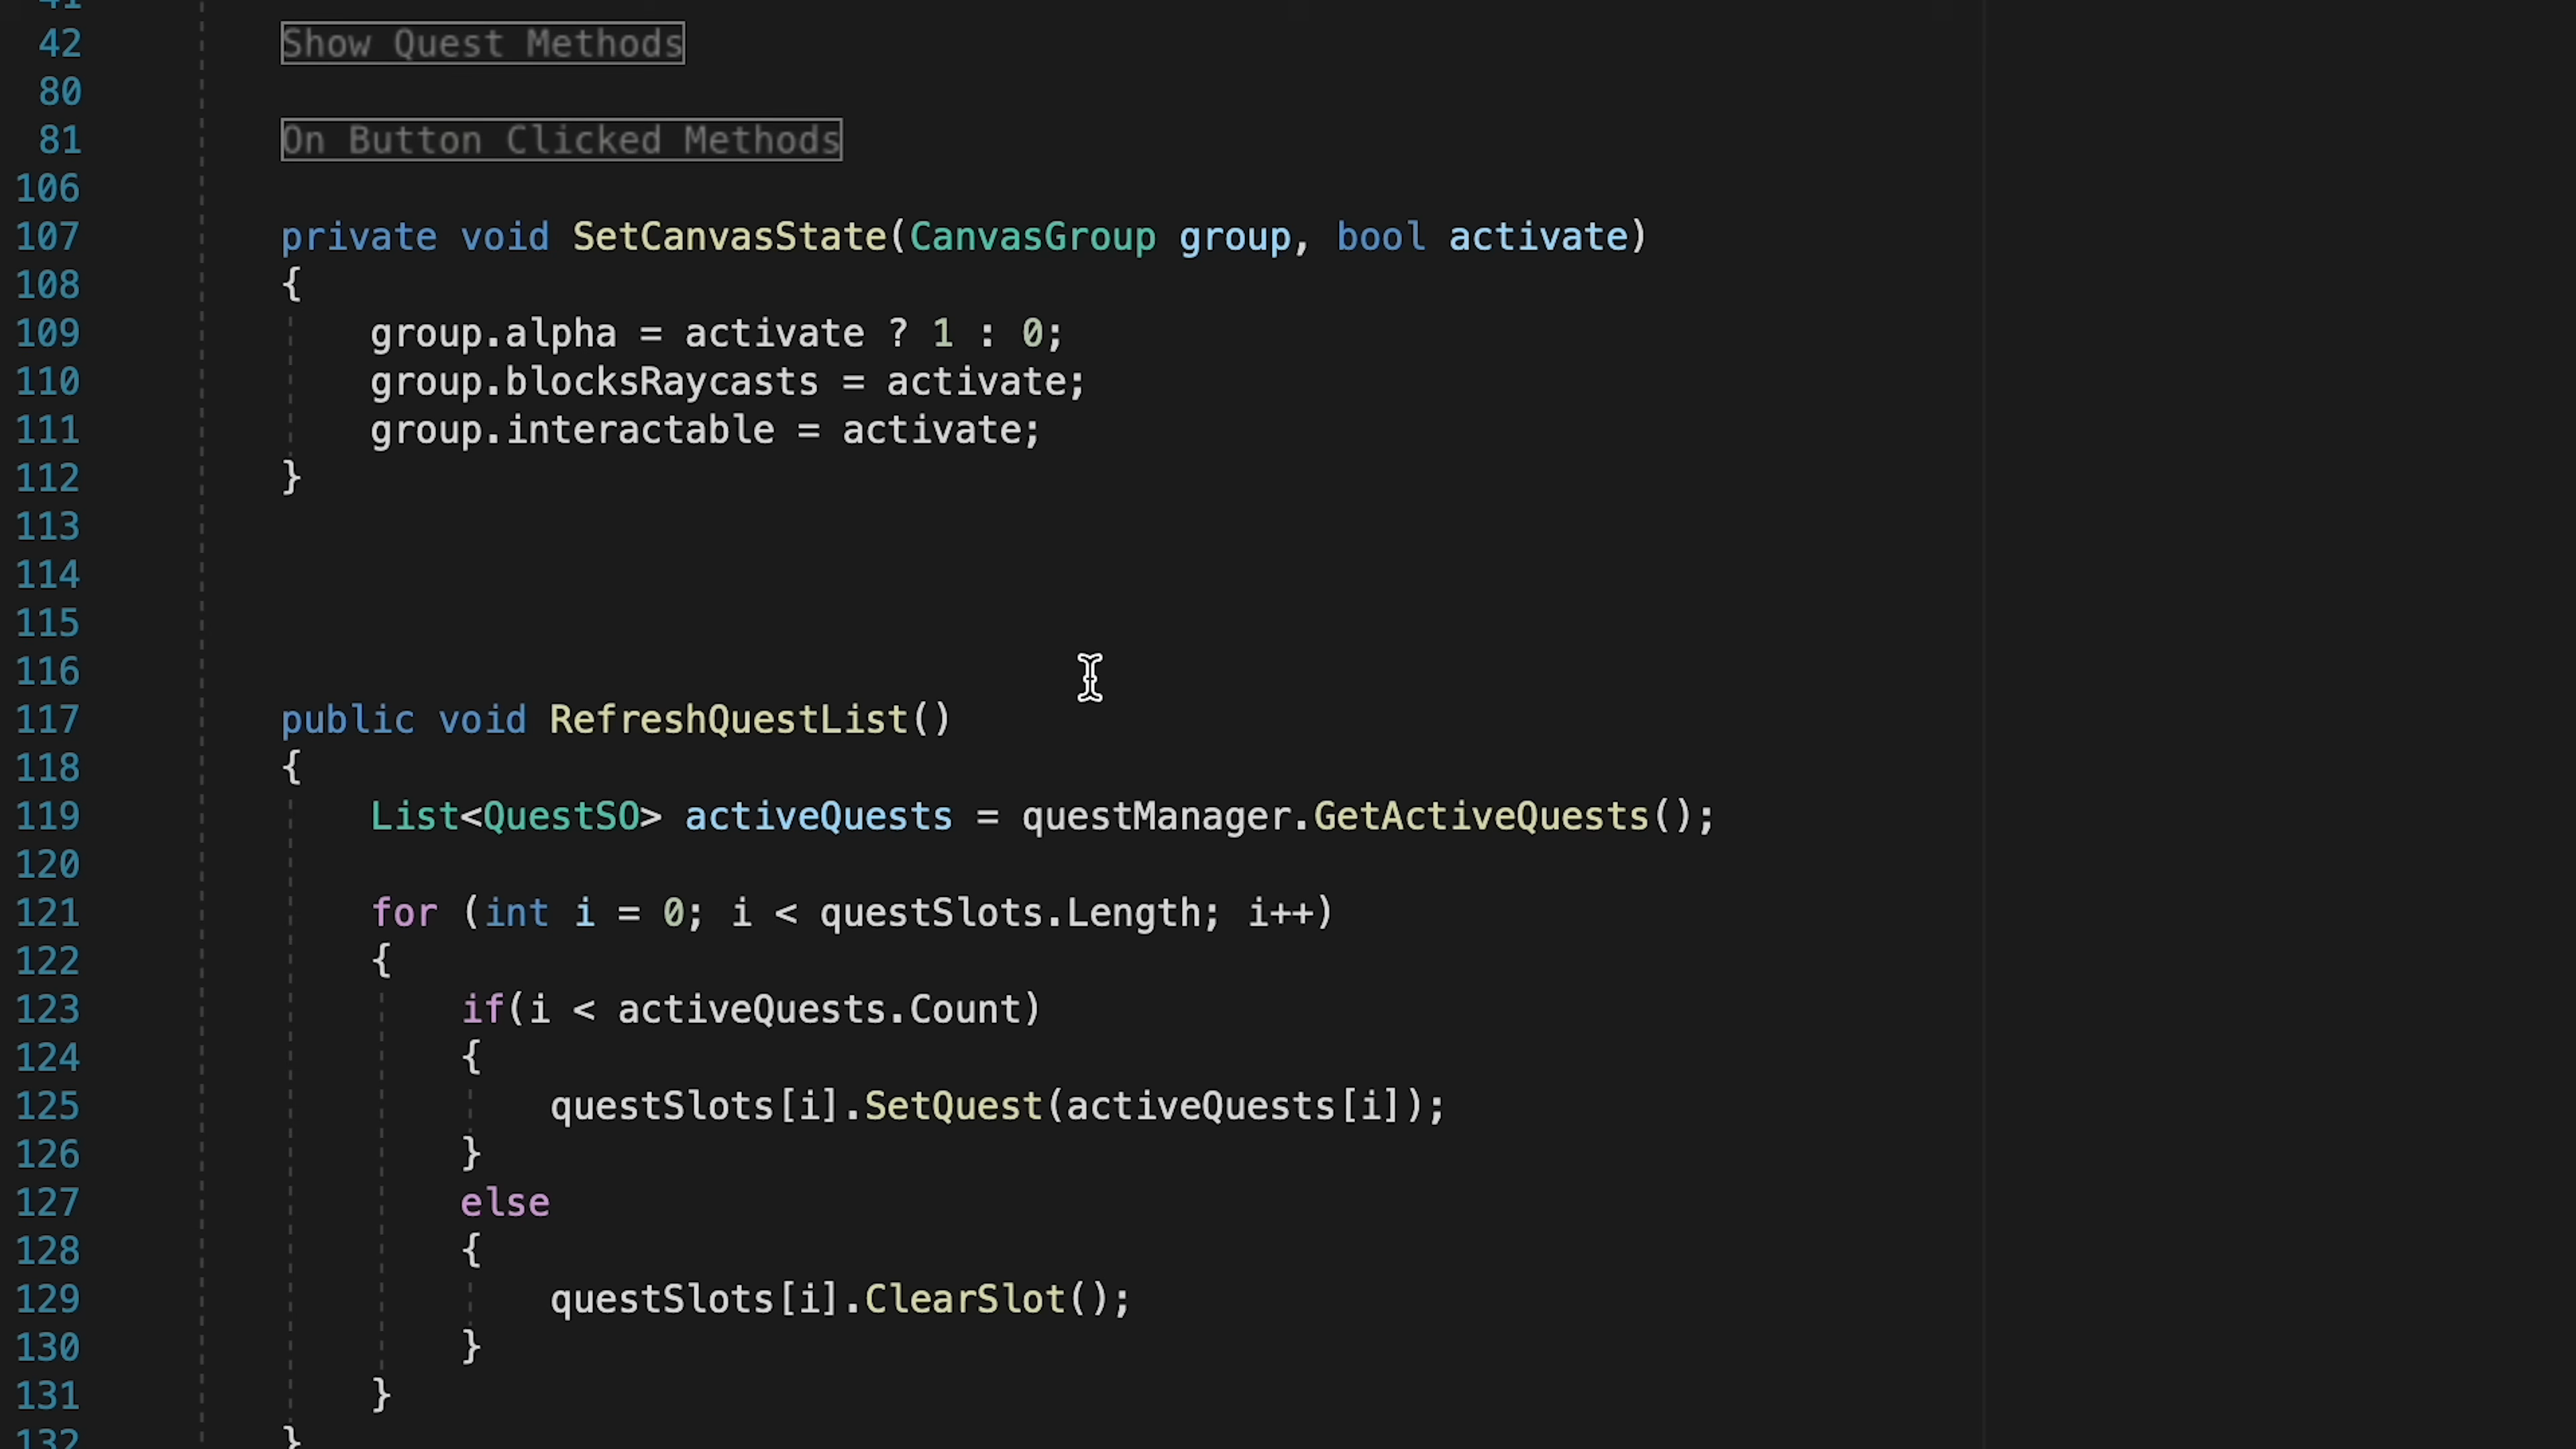 41
42 Show Quest Methods
80
81 On Button Clicked Methods
106
107 private void SetCanvasState(CanvasGroup group, bool activate)
108 {
109 group.alpha = activate ? 1 : 0;
110 group.blocksRaycasts = activate;
111 group.interactable = activate;
112 }
113
114
115
116
117 public void RefreshQuestList()
118 {
119 List<QuestSO> activeQuests = questManager.GetActiveQuests();
120
121 for (int i = 0; i < questSlots.Length; i++)
122 {
123 if(i < activeQuests.Count)
124 {
125 questSlots[i].SetQuest(activeQuests[i]);
126 }
127 else
128 {
129 questSlots[i].ClearSlot();
130 }
131 }
132 }